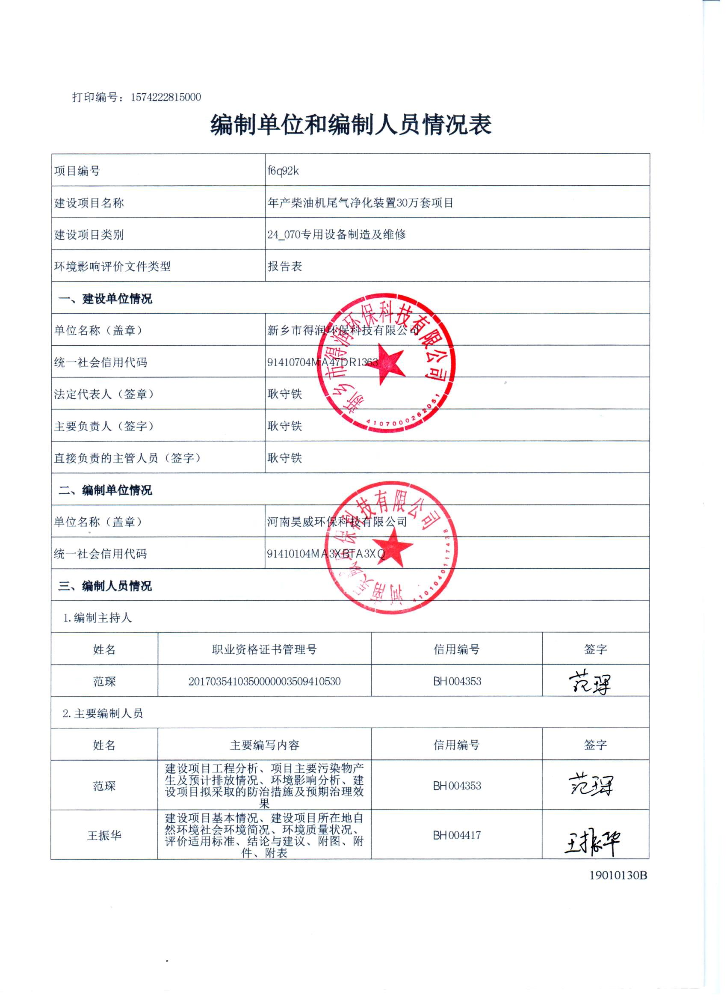 打印编号：1574222815000
编制单位和编制人员情况表
项目编号 f6q92k
建设项目名称 年产柴油机尾气净化装置30万套项目
建设项目类别 24_070专用设备制造及维修
环境影响评价文件类型 报告表
一、建设单位情况
单位名称（盖章） 新乡市得润环保科技有限公司
统一社会信用代码 91410704MA47DR1363
法定代表人（签章） 耿守铁
主要负责人（签字） 耿守铁
直接负责的主管人员（签字） 耿守铁
新乡市得润环保科技有限公司
4107000262051
二、编制单位情况
单位名称（盖章） 河南昊威环保科技有限公司
统一社会信用代码 91410104MA3XBTA3XQ
河南昊威环保科技有限公司
4101040117438
三、编制人员情况
1.编制主持人
姓名 职业资格证书管理号 信用编号 签字
范琛 2017035410350000003509410530 BH004353 范琛
2.主要编制人员
姓名 主要编写内容 信用编号 签字
建设项目工程分析、项目主要污染物产
生及预计排放情况、环境影响分析、建
范琛 设项目拟采取的防治措施及预期治理效 BH004353 范琛
果
建设项目基本情况、建设项目所在地自
然环境社会环境简况、环境质量状况、
王振华 评价适用标准、结论与建议、附图、附 BH004417 王振华
件、附表
19010130B